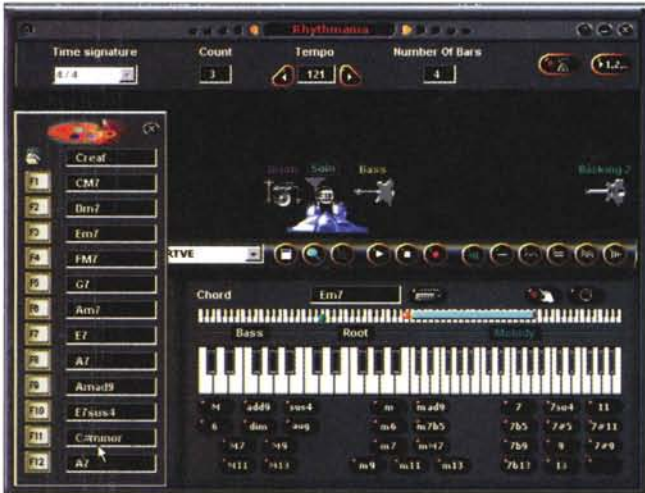 Rhythmania
Time signature Count Tempo Number Of Bars
4/4 3 121 4 1,2,..
Creaf
F1 CM7
F2 Dm7
F3 Em7
F4 FM7
F5 G7
F6 Am7
F7 E7
F8 A7
F9 Amad9
F10 E7sus4
F11 C#minor
F12 A7
Drum Solo Bass Backing 2
RTVE
Chord Em7
Bass Root Melody
M add9 sus4 m mad9 7 7su4 11
6 dim aug m6 m7b5 7b5 7#5 7#11
M7 M9 m7 mM7 7b9 9 7#9
M11 M13 m9 m11 m13 7b13 13